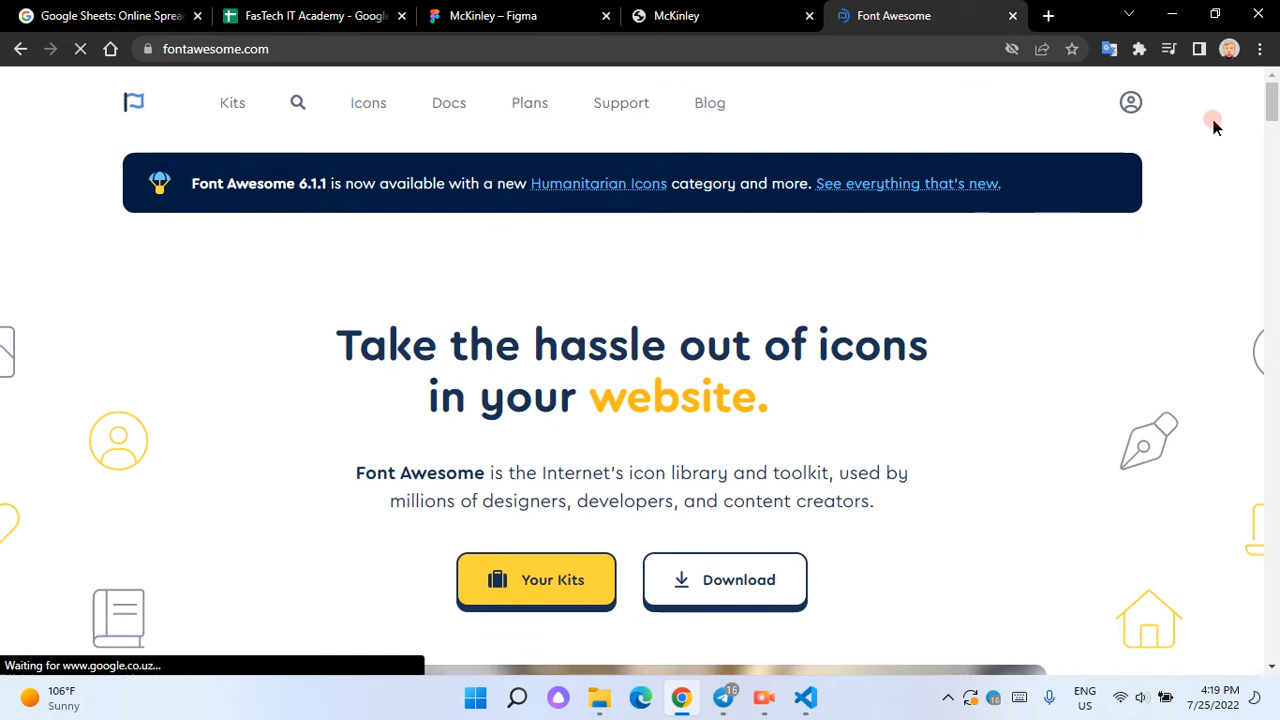 Google Sheets: Online Sprea
FasTech IT Academy - Google
McKinley – Figma
McKinley
Font Awesome
fontawesome.com
Kits
Icons
Docs
Plans
Support
Blog
Font Awesome 6.1.1 is now available with a new Humanitarian Icons category and more. See everything that's new.
Take the hassle out of icons
in your website.
Font Awesome is the Internet's icon library and toolkit, used by
millions of designers, developers, and content creators.
Your Kits
Download
Waiting for www.google.co.uz...
106°F
Sunny
16
16
ENG
US
4:19 PM
7/25/2022